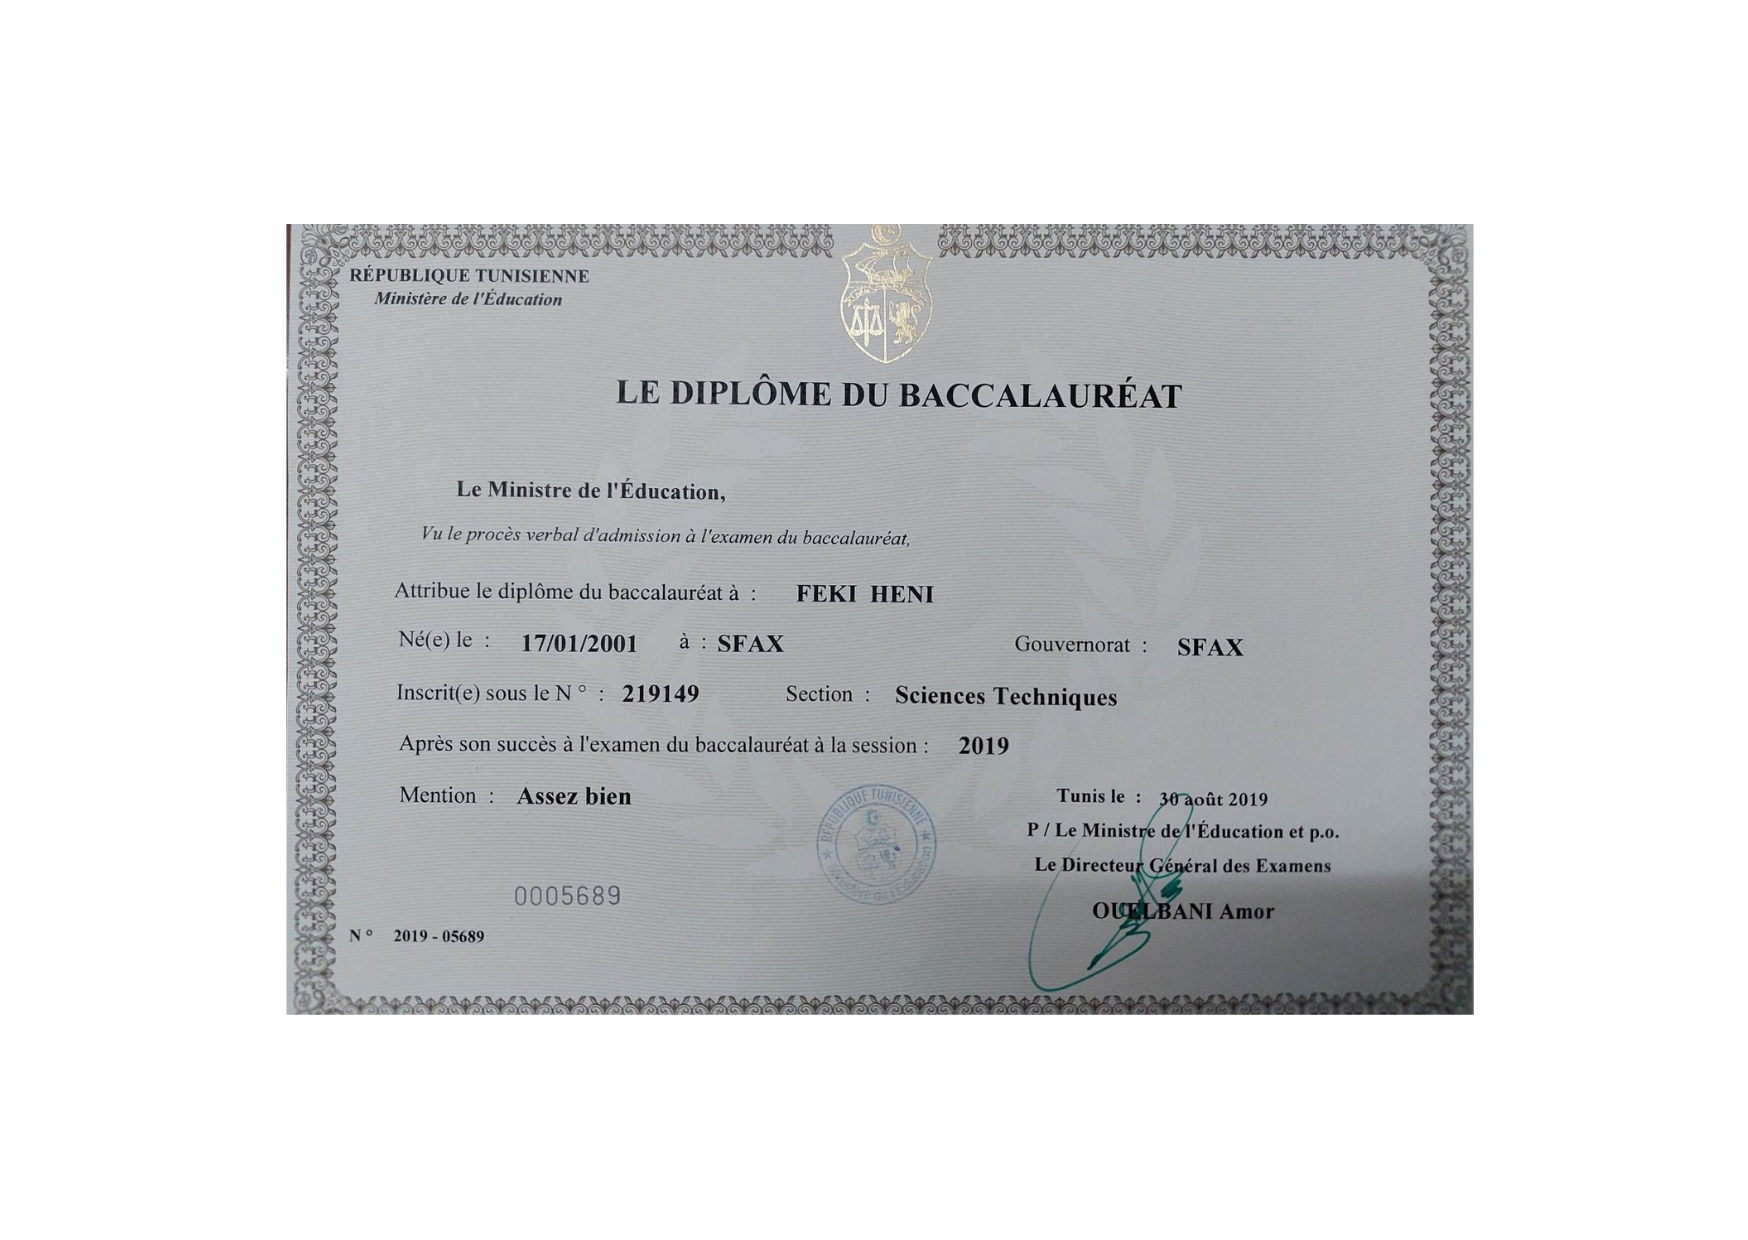 RÉPUBLIQUE TUNISIENNE
Ministère de l'Éducation
LE DIPLÔME DU BACCALAURÉAT
Le Ministre de l'Éducation,
Vu le procès verbal d'admission à l'examen du baccalauréat,
Attribue le diplôme du baccalauréat à : FEKI HENI
Né(e) le : 17/01/2001 à : SFAX Gouvernorat : SFAX
Inscrit(e) sous le N° : 219149 Section : Sciences Techniques
Après son succès à l'examen du baccalauréat à la session : 2019
Mention : Assez bien
Tunis le : 30 août 2019
P / Le Ministre de l'Éducation et p.o.
Le Directeur Général des Examens
OUELBANI Amor
RÉPUBLIQUE TUNISIENNE
Ministère de l'Éducation
0005689
N° 2019 - 05689